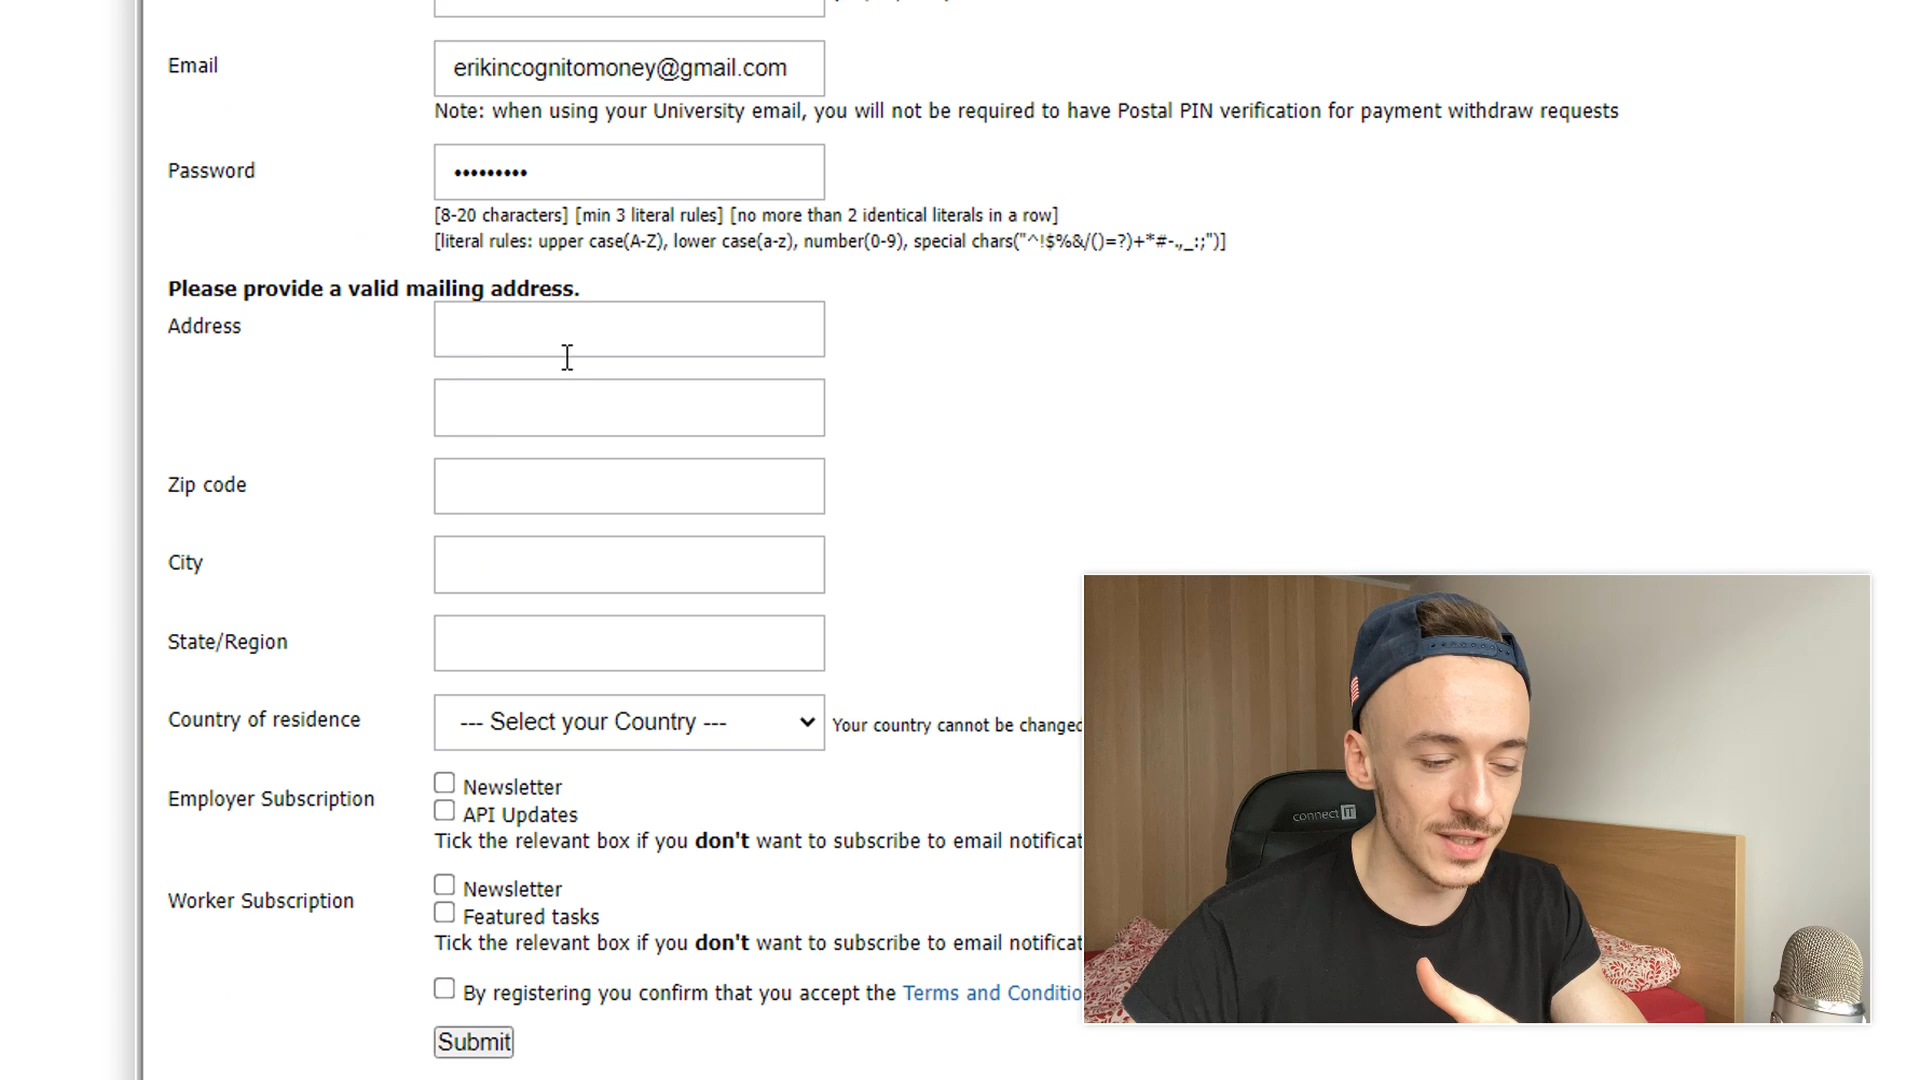 Email
erikincognitomoney@gmail.com
Note: when using your University email, you will not be required to have Postal PIN verification for payment withdraw requests
Password
•••••••••
[8-20 characters] [min 3 literal rules] [no more than 2 identical literals in a row]
[literal rules: upper case(A-Z), lower case(a-z), number(0-9), special chars("^!$%&/()=?)+*#-.,_:;")]
Please provide a valid mailing address.
Address
Zip code
City
State/Region
Country of residence
--- Select your Country ---
Your country cannot be changed
Employer Subscription
Newsletter
API Updates
Tick the relevant box if you don't want to subscribe to email notificat
Worker Subscription
Newsletter
Featured tasks
Tick the relevant box if you don't want to subscribe to email notificat
By registering you confirm that you accept the Terms and Conditio
Submit
connect IT